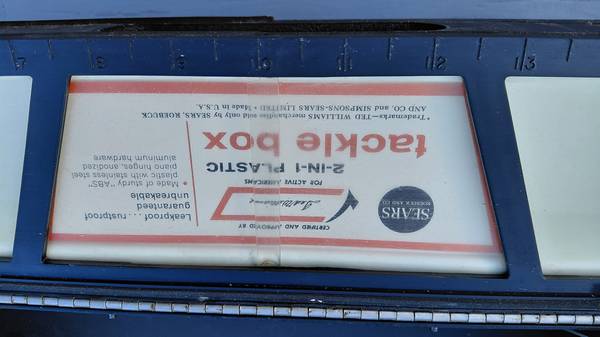 7 8 9 10 11 12 13
SEARS
ROEBUCK AND CO
CERTIFIED AND APPROVED BY
Ted Williams
FOR ACTIVE AMERICANS
2-IN-1 PLASTIC
tackle box
Leakproof . . . rustproof
guaranteed
unbreakable
• Made of sturdy "ABS"
plastic with stainless steel
piano hinges, anodized
aluminum hardware
*Trademarks—TED WILLIAMS merchandise sold only by SEARS, ROEBUCK
AND CO. and SIMPSONS-SEARS LIMITED • Made in U.S.A.